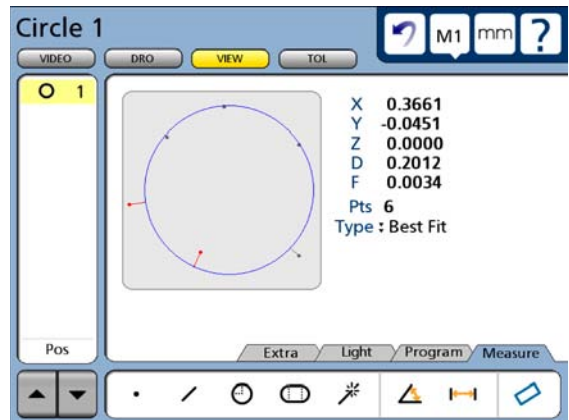 Circle 1
M1 mm ?
VIDEO DRO VIEW TOL
1
X 0.3661
Y -0.0451
Z 0.0000
D 0.2012
F 0.0034
Pts 6
Type : Best Fit
Pos
Extra Light Program Measure